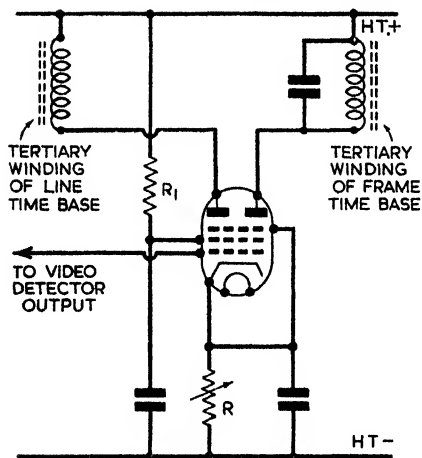 HT.+
TERTIARY
WINDING
OF LINE
TIME BASE
R1
TERTIARY
WINDING
OF FRAME
TIME BASE
TO VIDEO
DETECTOR
OUTPUT
R
HT-